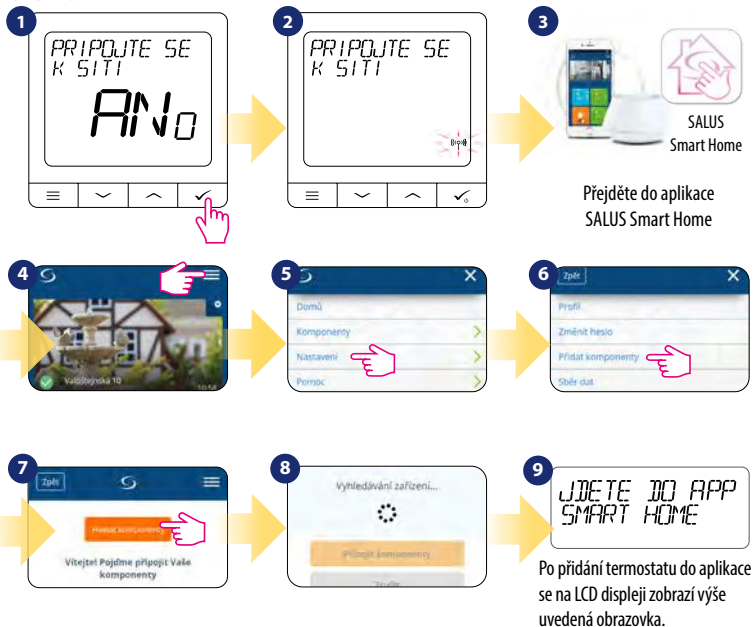 1
PRIPOJTE SE
K SITI
ANo
2
PRIPOJTE SE
K SITI
3
SALUS
Smart Home
Přejděte do aplikace
SALUS Smart Home
4
Valdštejnská 10
10:54
5
Domů
Komponenty
Nastavení
Pomoc
6
Zpět
Profil
Změnit heslo
Přidat komponenty
Sběr dat
7
Zpět
Přidat komponenty
Vítejte! Pojďme připojit Vaše
komponenty
8
Vyhledávání zařízení...
Připojit komponenty
Zrušit
9
JDETE DO APP
SMART HOME
Po přidání termostatu do aplikace
se na LCD displeji zobrazí výše
uvedená obrazovka.